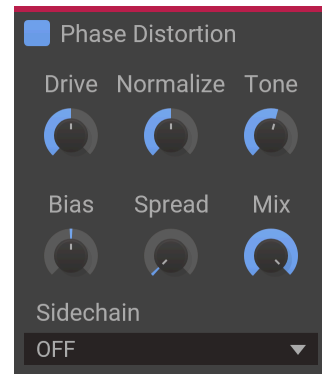 Phase Distortion
Drive Normalize Tone
Bias Spread Mix
Sidechain
OFF